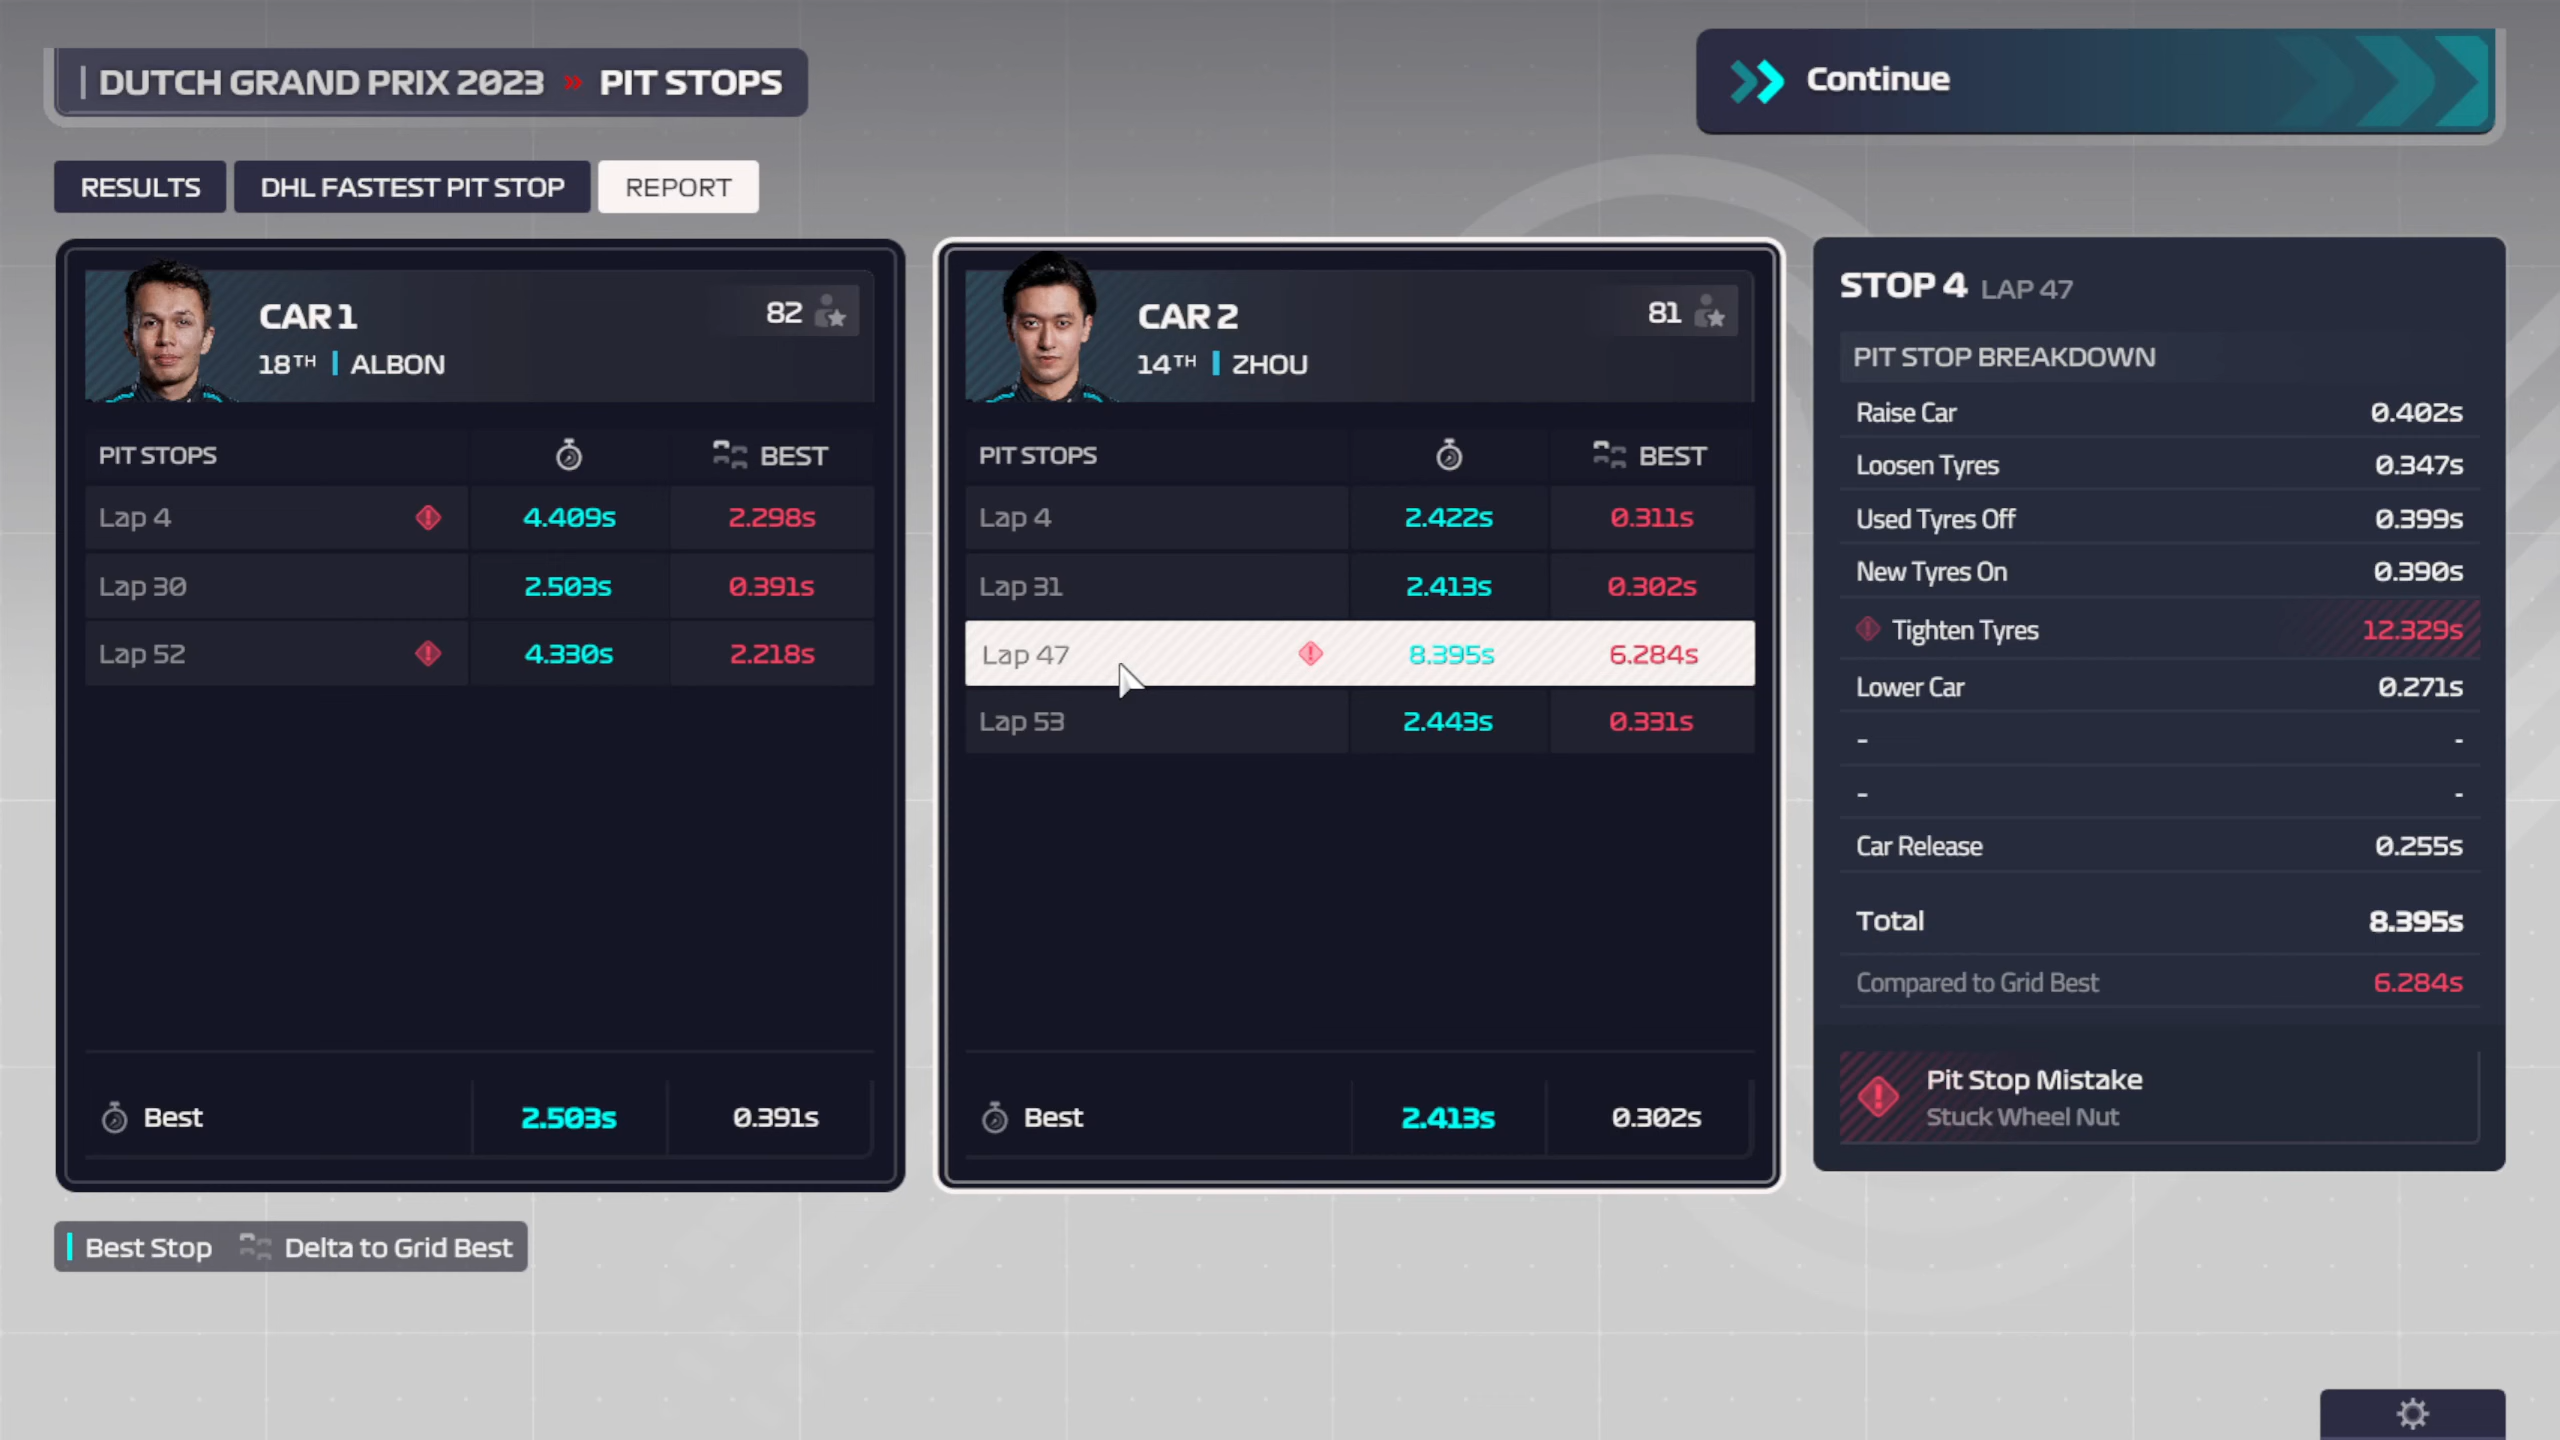 DUTCH GRAND PRIX 2023 » PIT STOPS
Continue
RESULTS
DHL FASTEST PIT STOP
REPORT
CAR 1
82
18TH | ALBON
PIT STOPS BEST
Lap 4 4.409s 2.298s
Lap 30 2.503s 0.391s
Lap 52 4.330s 2.218s
Best 2.503s 0.391s
CAR 2
81
14TH | ZHOU
PIT STOPS BEST
Lap 4 2.422s 0.311s
Lap 31 2.413s 0.302s
Lap 47 8.395s 6.284s
Lap 53 2.443s 0.331s
Best 2.413s 0.302s
STOP 4 LAP 47
PIT STOP BREAKDOWN
Raise Car 0.402s
Loosen Tyres 0.347s
Used Tyres Off 0.399s
New Tyres On 0.390s
Tighten Tyres 12.329s
Lower Car 0.271s
- -
- -
Car Release 0.255s
Total 8.395s
Compared to Grid Best 6.284s
Pit Stop Mistake
Stuck Wheel Nut
Best Stop Delta to Grid Best